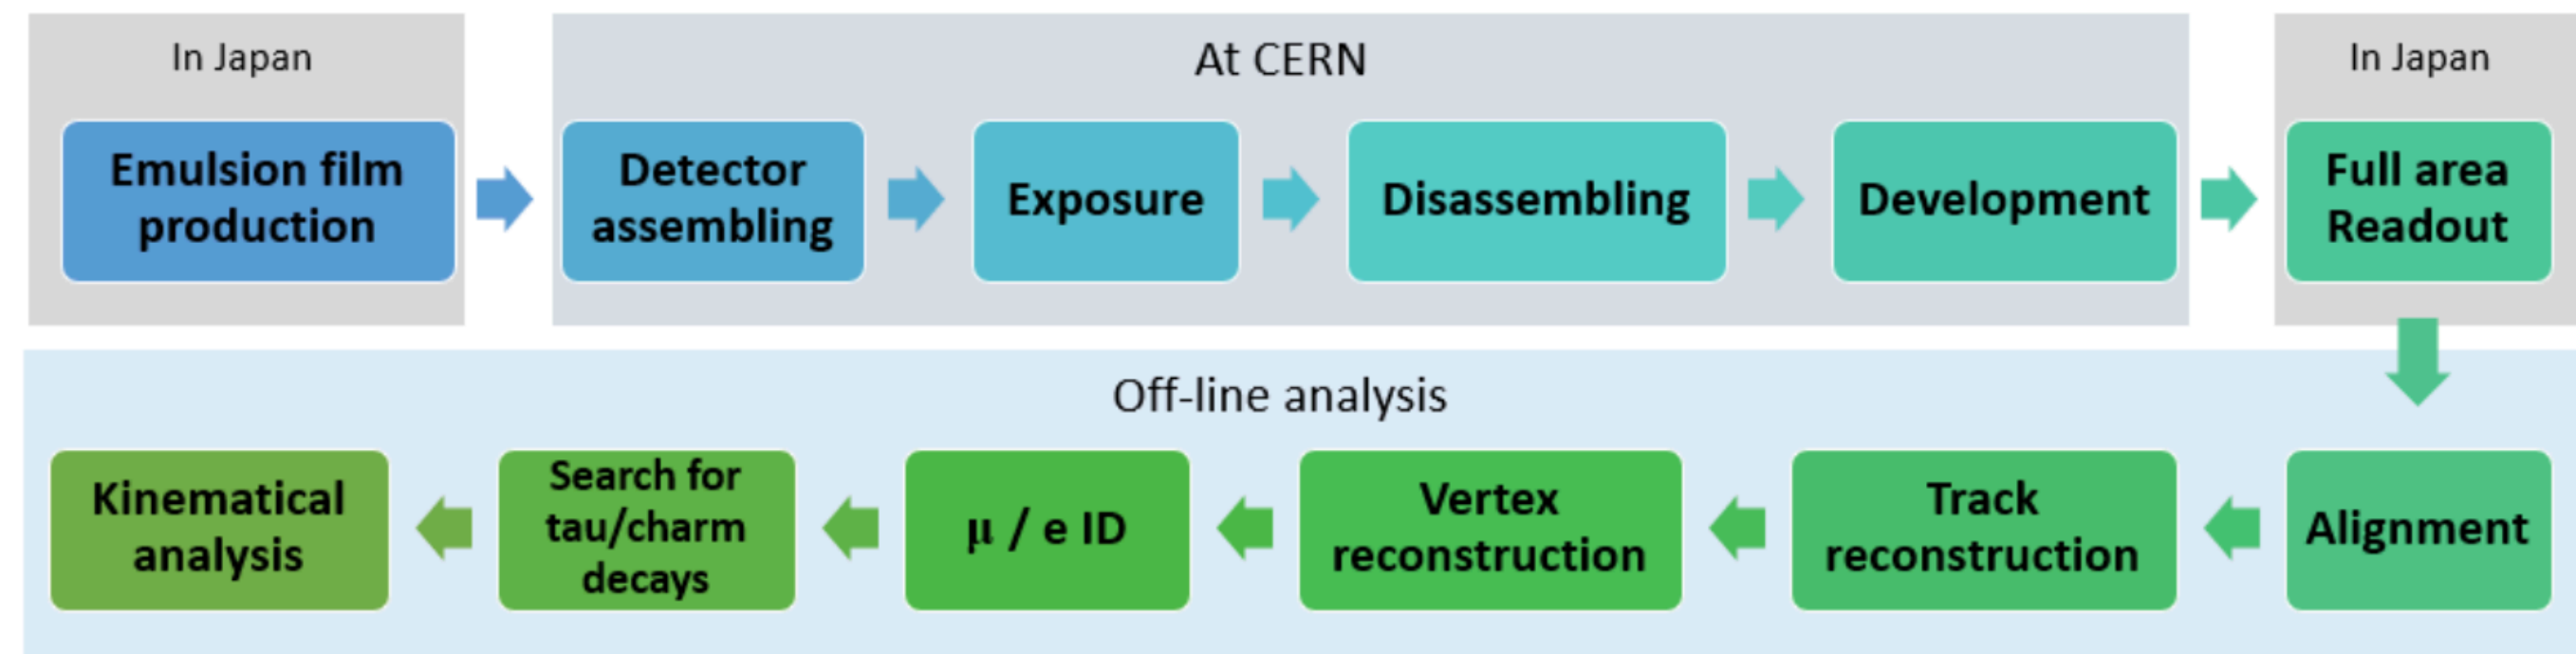 In Japan
Emulsion film
production
At CERN
Detector
assembling
Exposure
Disassembling
Development
In Japan
Full area
Readout
Off-line analysis
Alignment
Track
reconstruction
Vertex
reconstruction
μ / e ID
Search for
tau/charm
decays
Kinematical
analysis